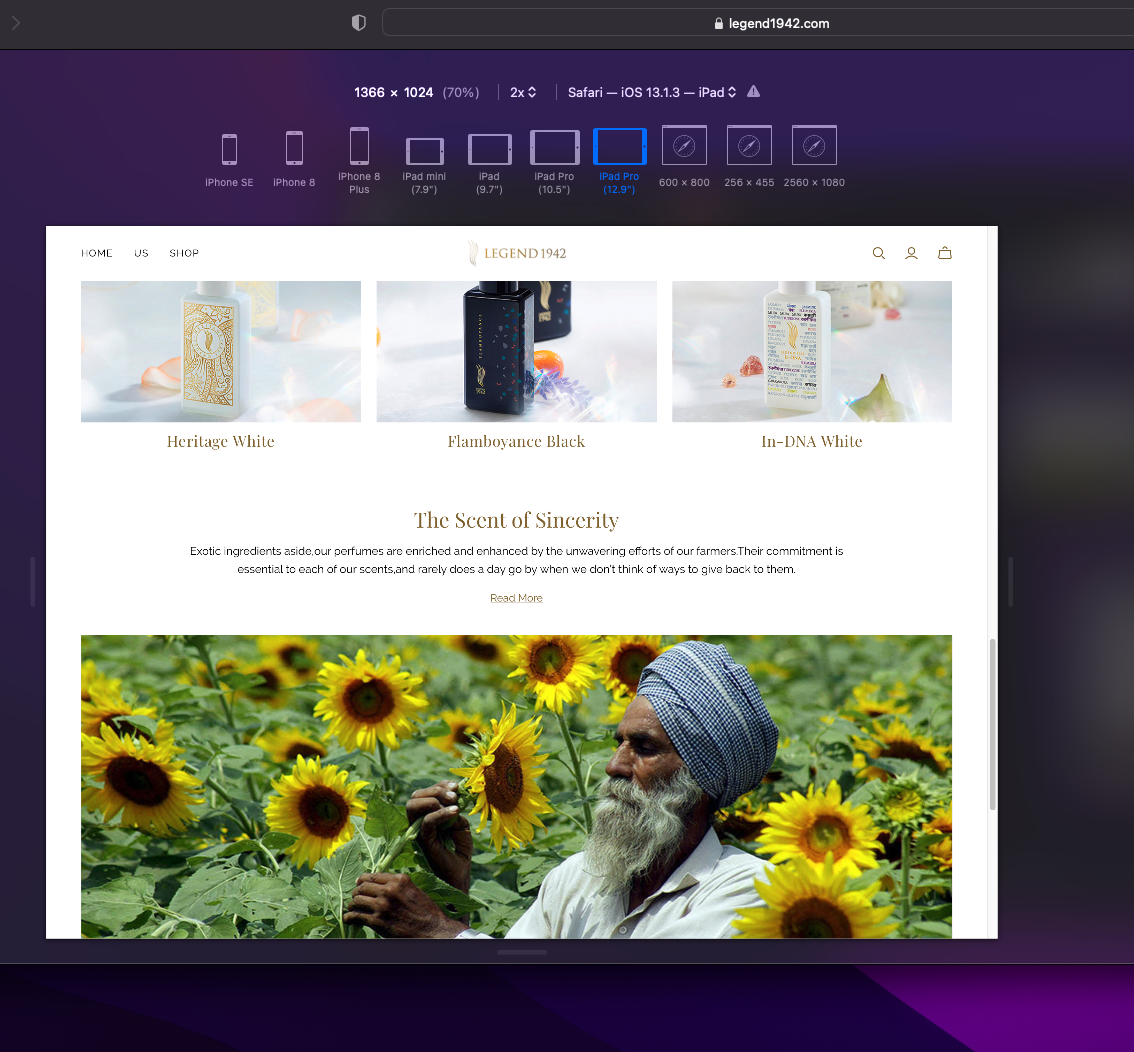 legend1942.com
1366 × 1024 (70%) 2x Safari — iOS 13.1.3 — iPad
iPhone SE
iPhone 8
iPhone 8
Plus
iPad mini
(7.9")
iPad
(9.7")
iPad Pro
(10.5")
iPad Pro
(12.9")
600 × 800
256 × 455
2560 × 1080
HOME US SHOP
LEGEND 1942
FLAMBOYANCE
Heritage White
Flamboyance Black
In-DNA White
The Scent of Sincerity
Exotic ingredients aside,our perfumes are enriched and enhanced by the unwavering efforts of our farmers.Their commitment is
essential to each of our scents,and rarely does a day go by when we don't think of ways to give back to them.
Read More